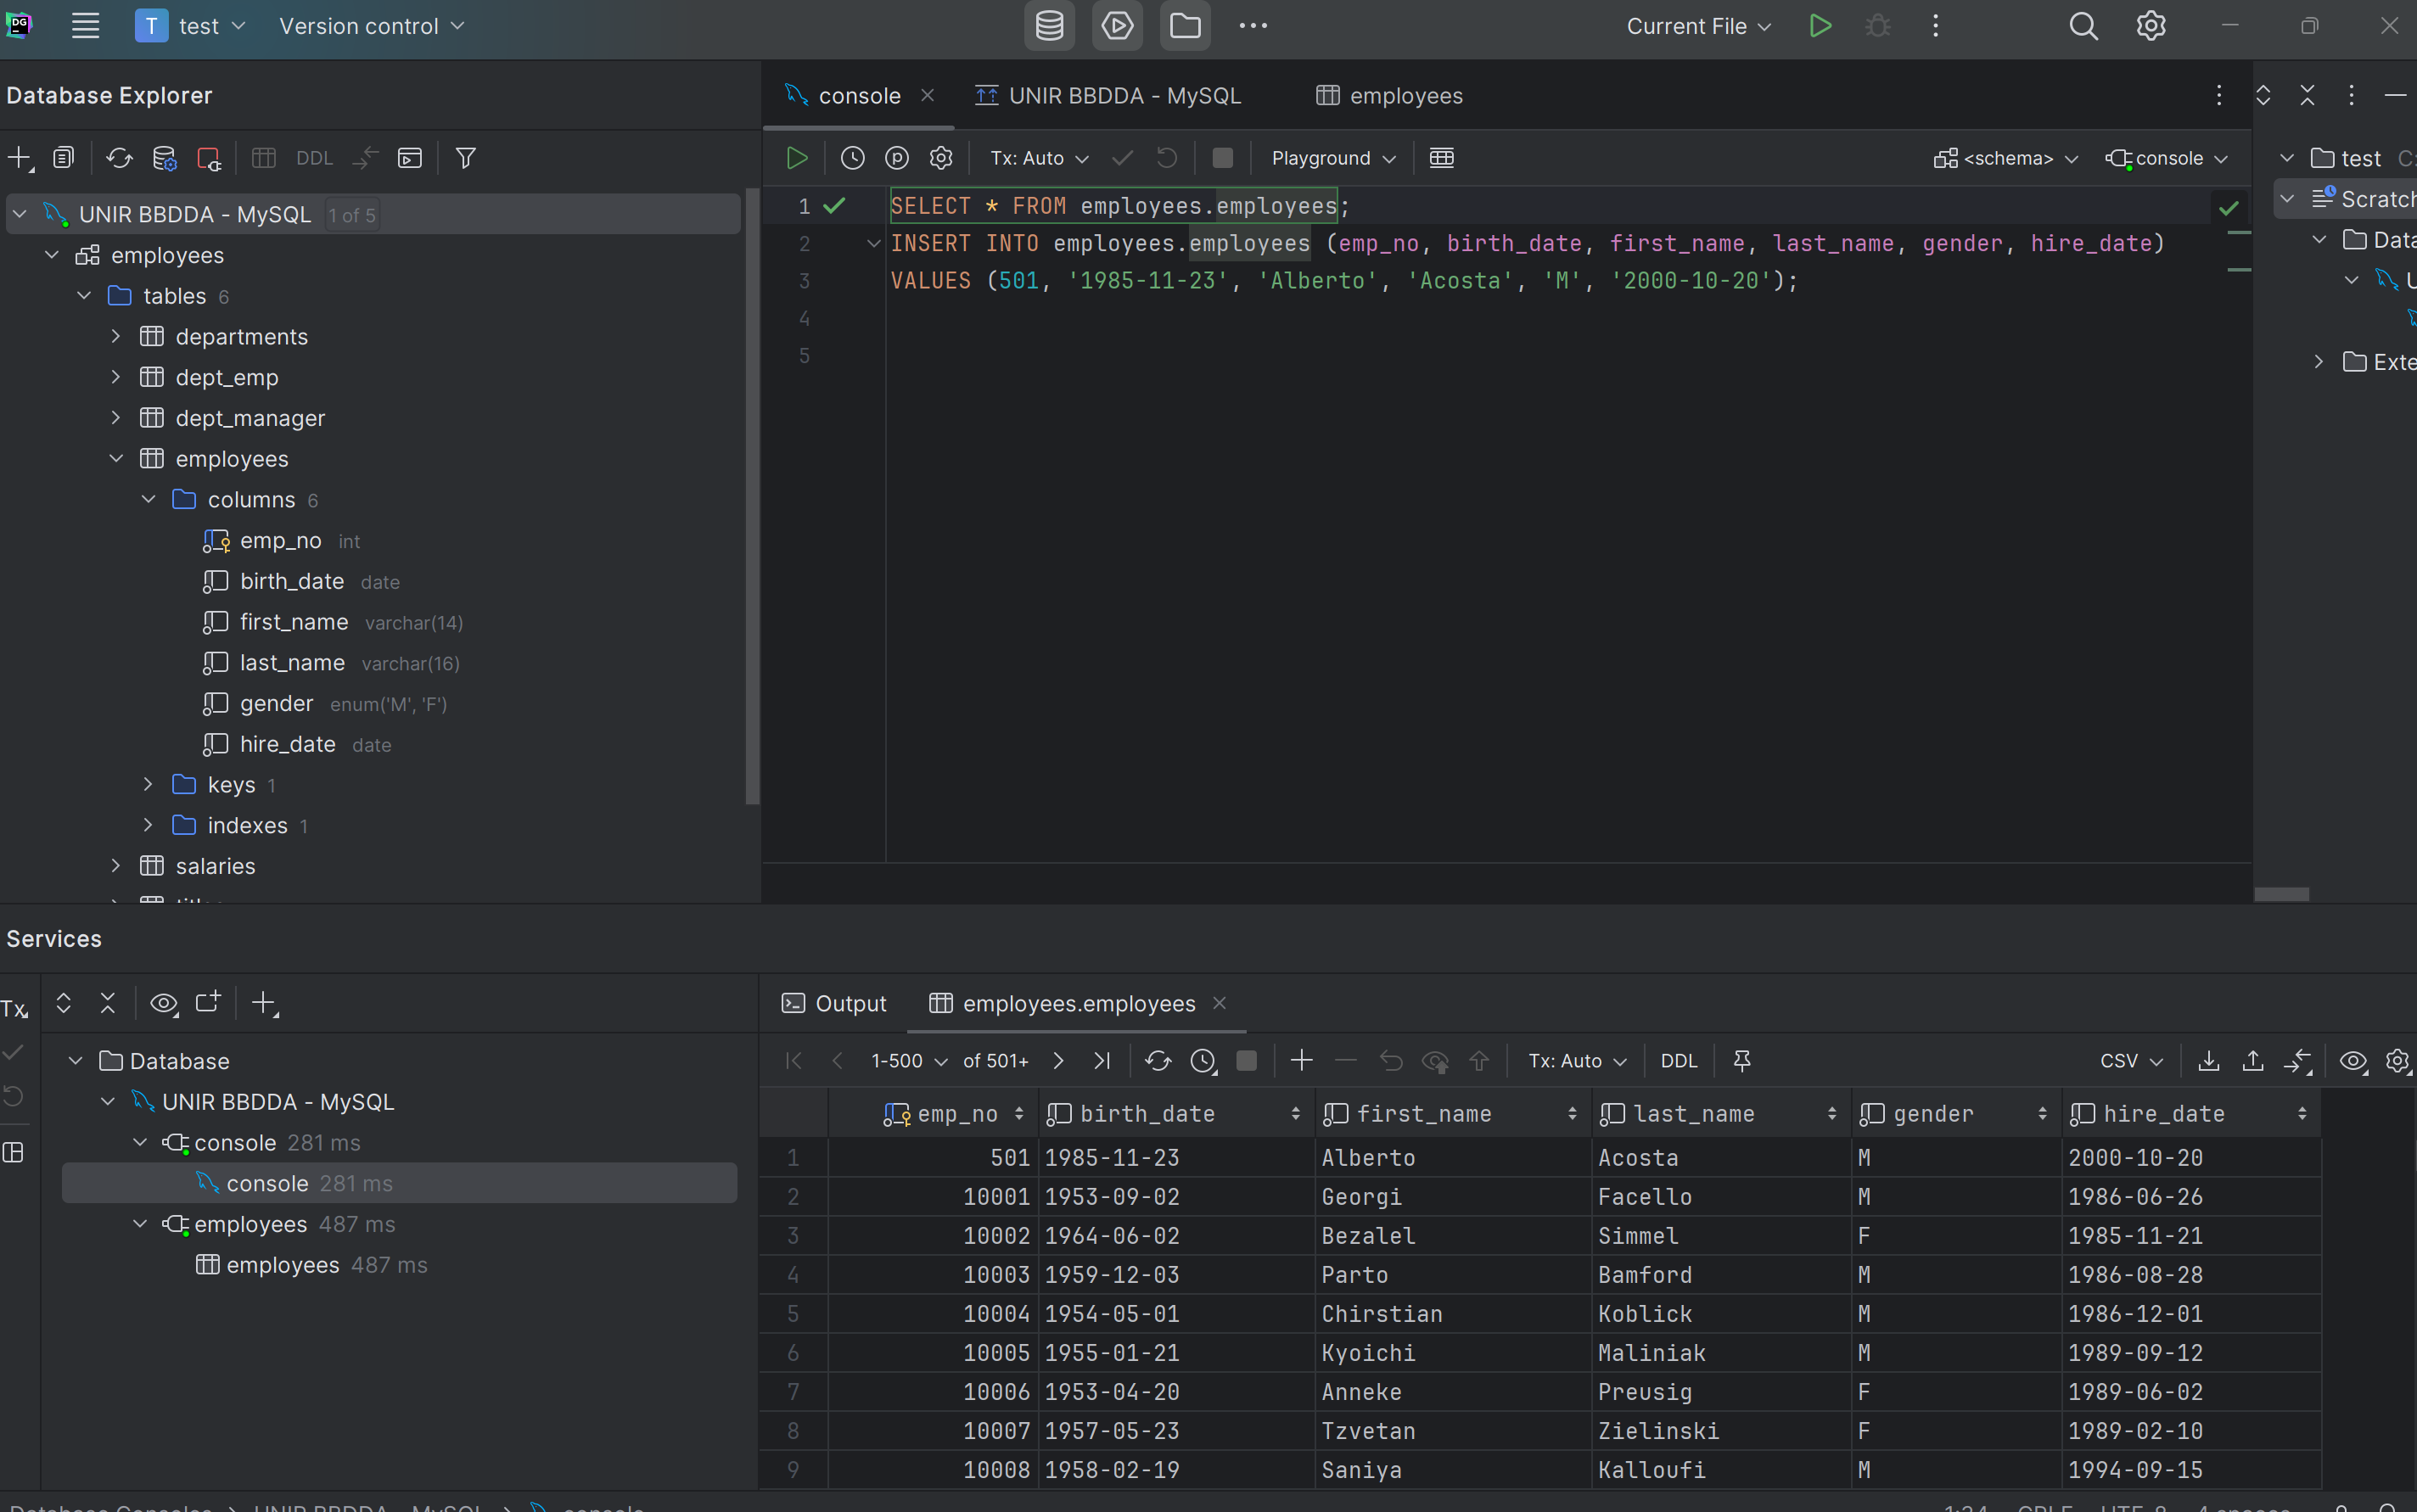 DG T test Version control Current File
Database Explorer
console UNIR BBDDA - MySQL employees
DDL
Tx: Auto Playground <schema> console
UNIR BBDDA - MySQL 1 of 5
employees
tables 6
departments
dept_emp
dept_manager
employees
columns 6
emp_no int
birth_date date
first_name varchar(14)
last_name varchar(16)
gender enum('M', 'F')
hire_date date
keys 1
indexes 1
salaries
1 SELECT * FROM employees.employees;
2 INSERT INTO employees.employees (emp_no, birth_date, first_name, last_name, gender, hire_date)
3 VALUES (501, '1985-11-23', 'Alberto', 'Acosta', 'M', '2000-10-20');
4
5
test C:
Scratch
Data
U
Exte
Services
Tx
Database
UNIR BBDDA - MySQL
console 281 ms
console 281 ms
employees 487 ms
employees 487 ms
Output employees.employees
1-500 of 501+ Tx: Auto DDL CSV
emp_no birth_date first_name last_name gender hire_date
1 501 1985-11-23 Alberto Acosta M 2000-10-20
2 10001 1953-09-02 Georgi Facello M 1986-06-26
3 10002 1964-06-02 Bezalel Simmel F 1985-11-21
4 10003 1959-12-03 Parto Bamford M 1986-08-28
5 10004 1954-05-01 Chirstian Koblick M 1986-12-01
6 10005 1955-01-21 Kyoichi Maliniak M 1989-09-12
7 10006 1953-04-20 Anneke Preusig F 1989-06-02
8 10007 1957-05-23 Tzvetan Zielinski F 1989-02-10
9 10008 1958-02-19 Saniya Kalloufi M 1994-09-15